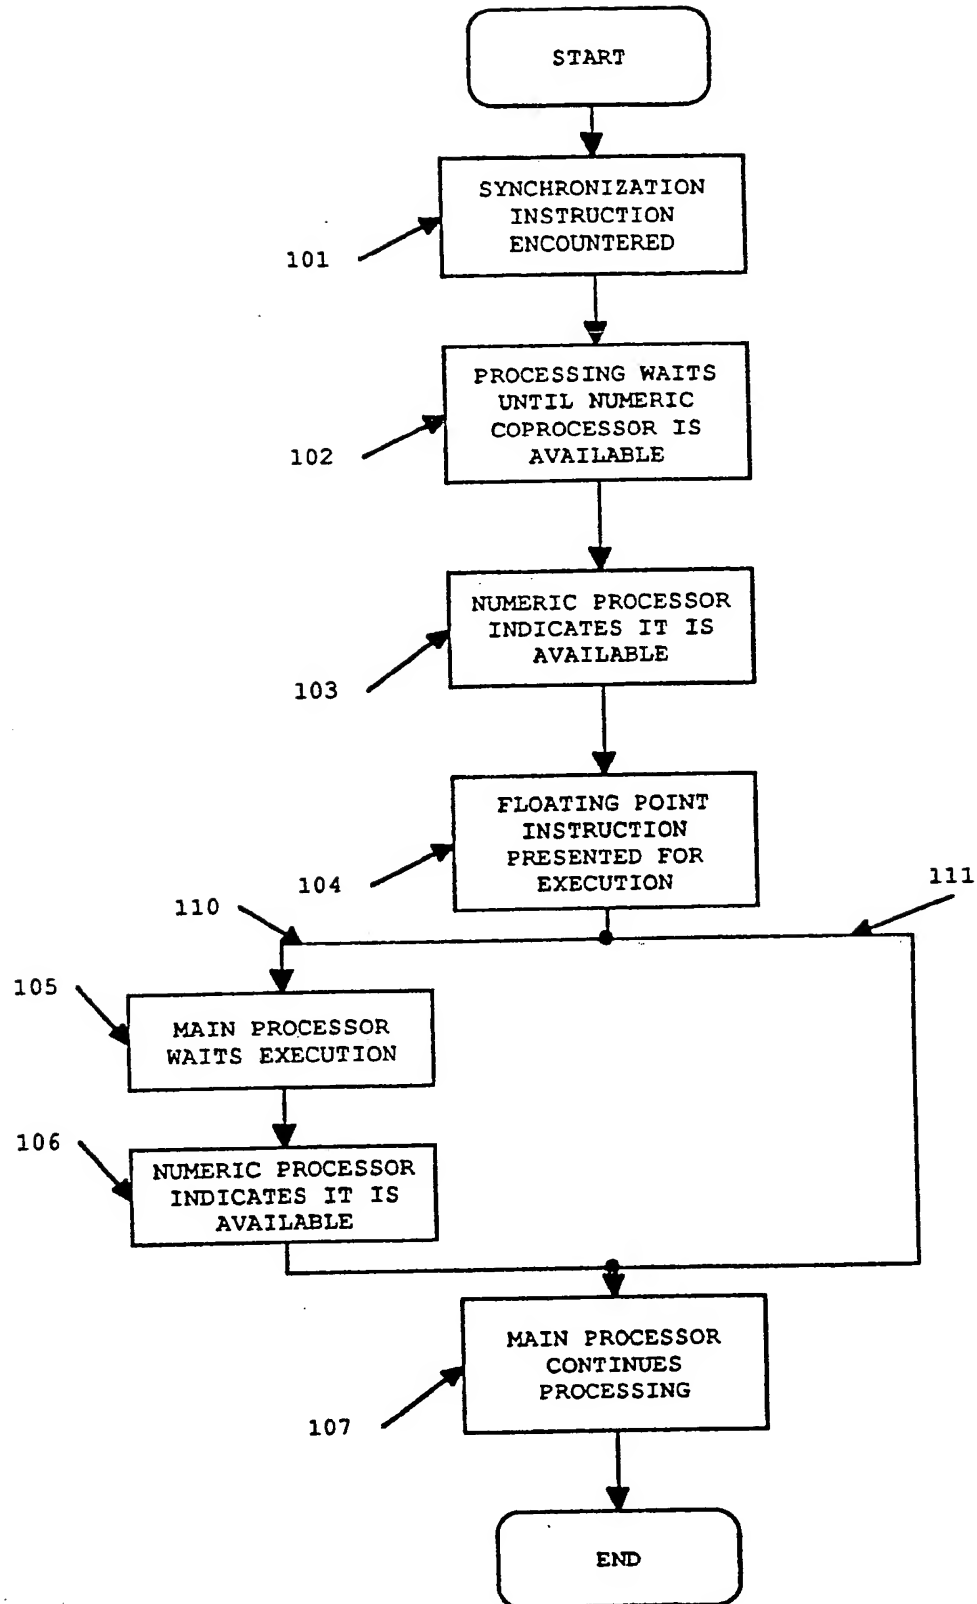 START
SYNCHRONIZATION
INSTRUCTION
ENCOUNTERED
101
PROCESSING WAITS
UNTIL NUMERIC
COPROCESSOR IS
AVAILABLE
102
NUMERIC PROCESSOR
INDICATES IT IS
AVAILABLE
103
FLOATING POINT
INSTRUCTION
PRESENTED FOR
EXECUTION
104
110
111
105
MAIN PROCESSOR
WAITS EXECUTION
106
NUMERIC PROCESSOR
INDICATES IT IS
AVAILABLE
MAIN PROCESSOR
CONTINUES
PROCESSING
107
END